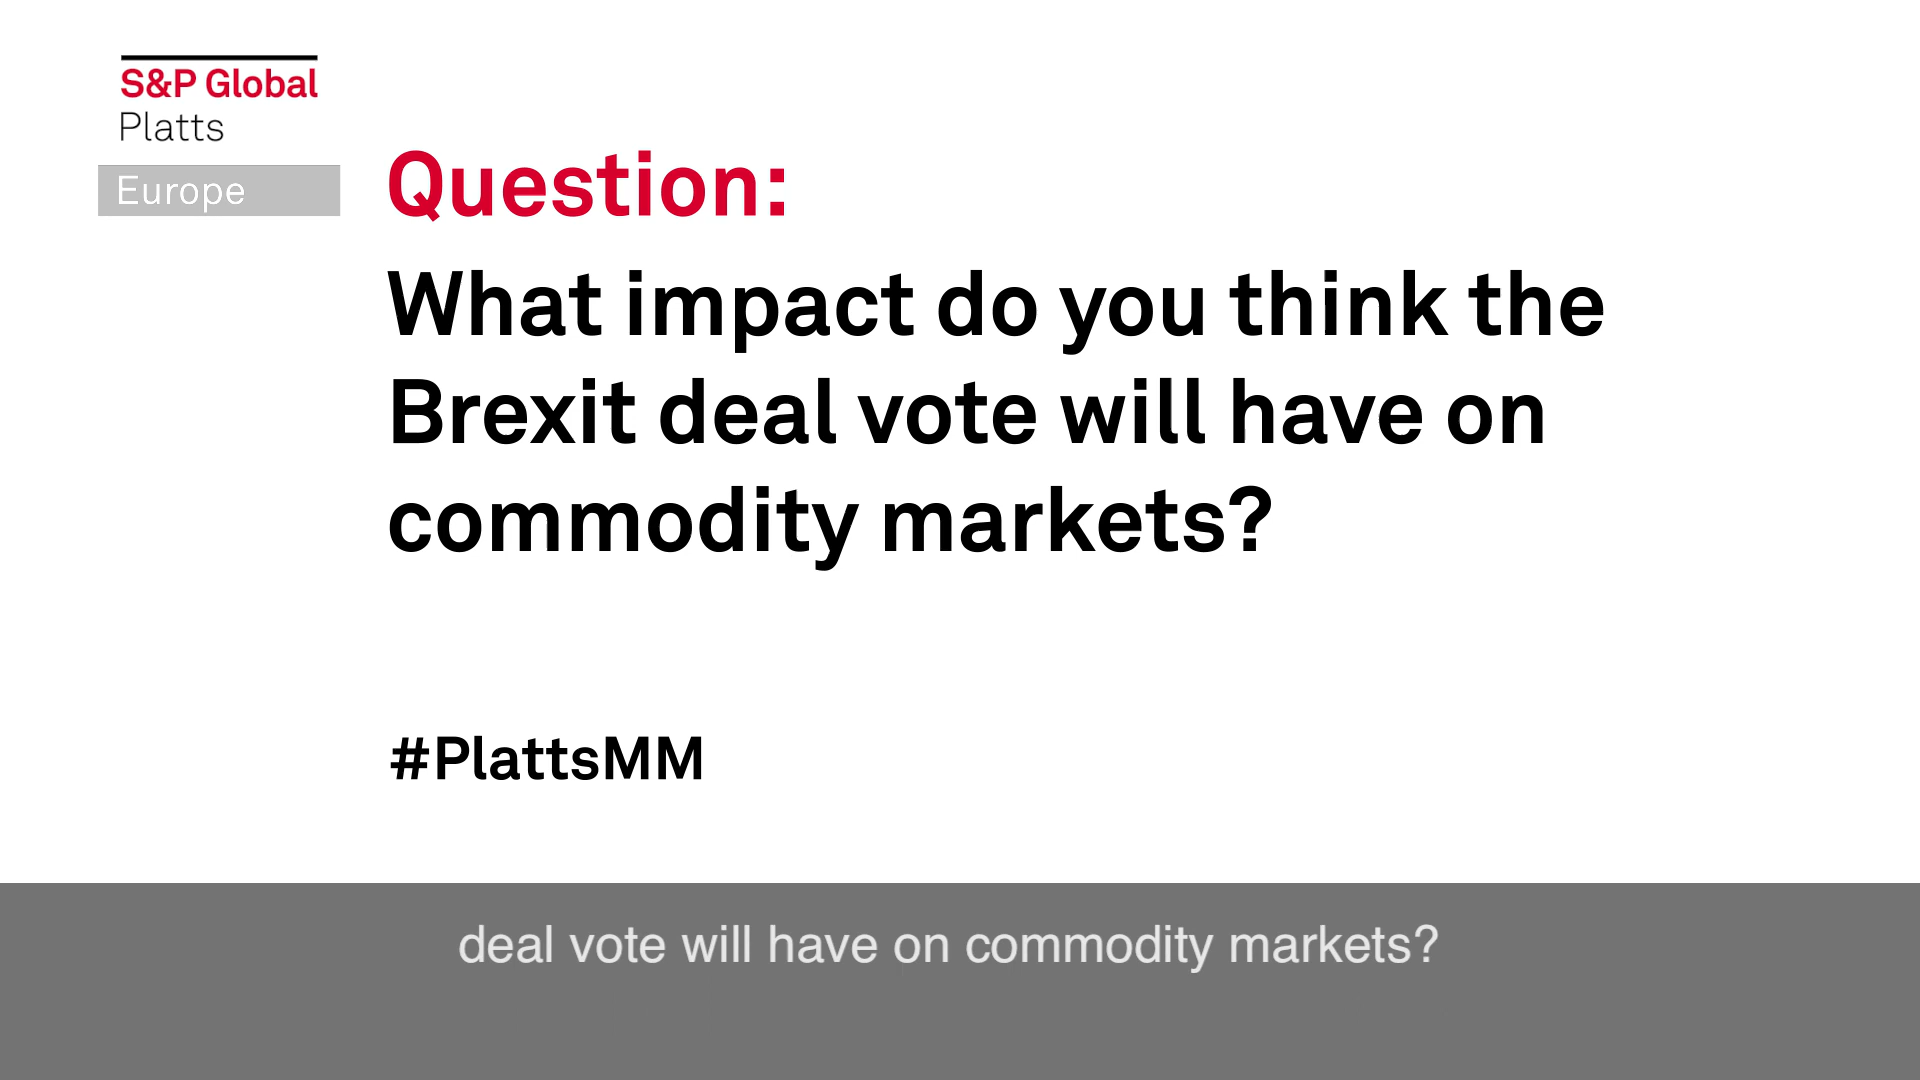 S&P Global
Platts
Europe
Question:
What impact do you think the
Brexit deal vote will have on
commodity markets?
#PlattsMM
deal vote will have on commodity markets?